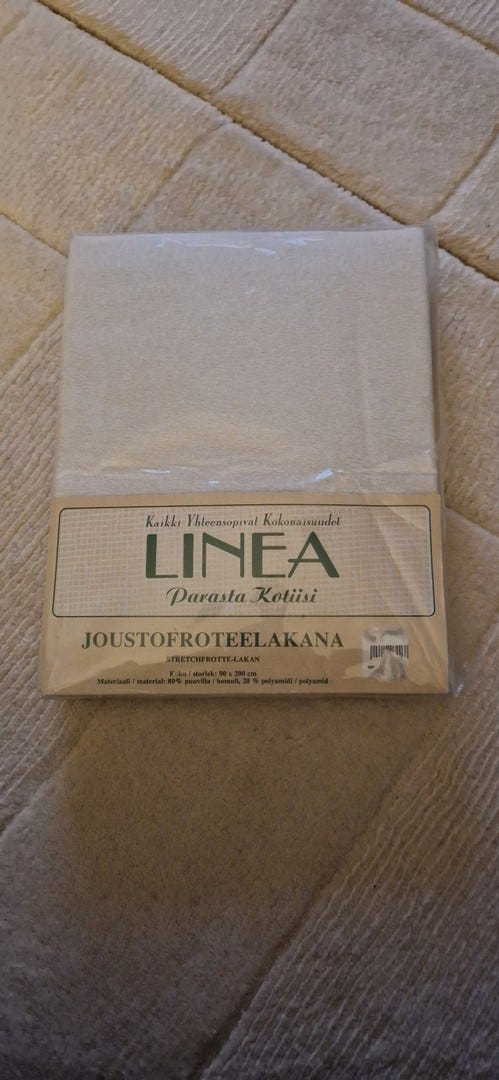 Kaikki Yhteensopivat Kokonaisuudet
LINEA
Parasta Kotiisi
JOUSTOFROTEELAKANA
STRETCHFROTTE-LAKAN
Koko / storlek: 90 x 200 cm
Materiaali / material: 80% puuvilla / bomull, 20 % polyamidi / polyamid